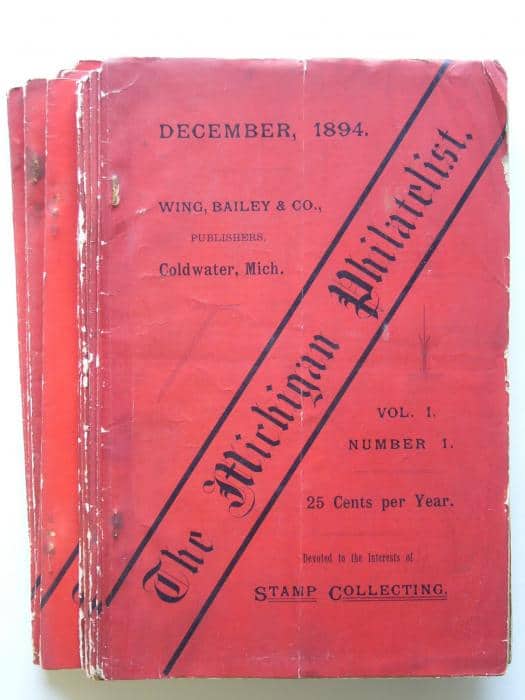 DECEMBER, 1894.
WING, BAILEY & CO.,
PUBLISHERS,
Coldwater, Mich.
The Michigan Philatelist.
VOL. 1.
NUMBER 1.
25 Cents per Year.
Devoted to the Interests of
STAMP COLLECTING.